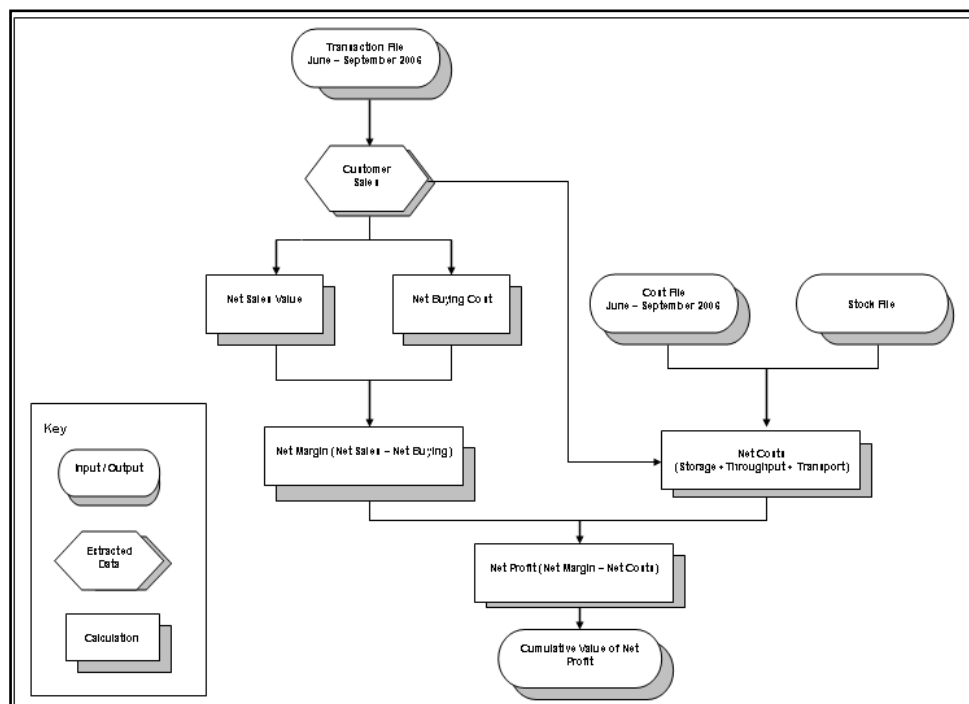 Transaction File
June – September 2006
Customer
Sales
Net Sales Value
Net Buying Cost
Cost File
June – September 2006
Stock File
Key
Input / Output
Extracted
Data
Calculation
Net Margin (Net Sales – Net Buying)
Net Costs
(Storage + Throughput + Transport)
Net Profit (Net Margin – Net Costs)
Cumulative Value of Net
Profit